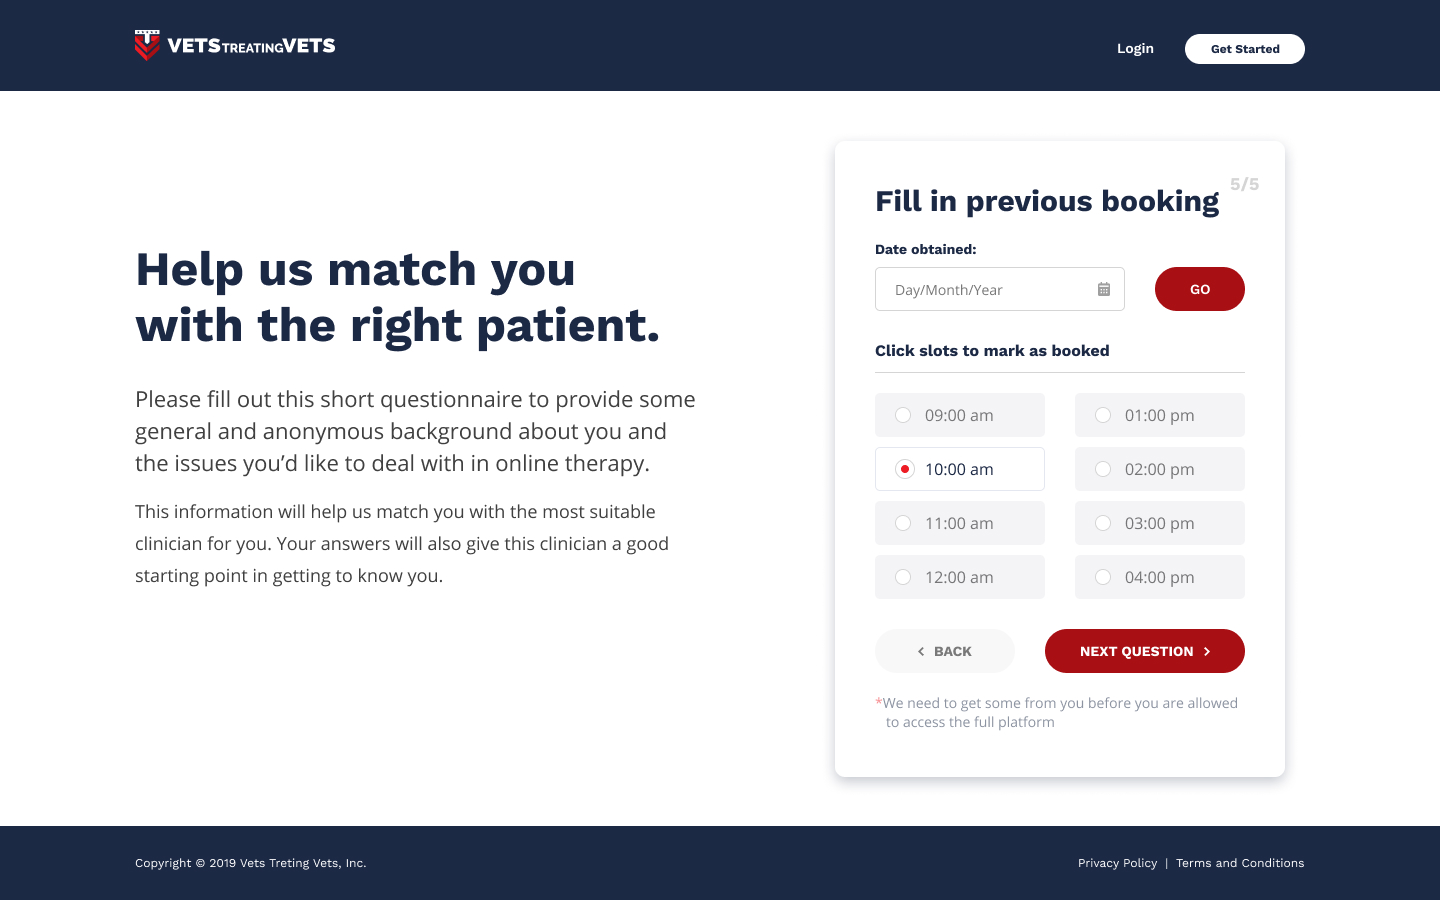 VETSTREATINGVETS
Login
Get Started
Help us match you
with the right patient.
Please fill out this short questionnaire to provide some
general and anonymous background about you and
the issues you’d like to deal with in online therapy.
This information will help us match you with the most suitable
clinician for you. Your answers will also give this clinician a good
starting point in getting to know you.
5/5
Fill in previous booking
Date obtained:
Day/Month/Year
GO
Click slots to mark as booked
09:00 am
01:00 pm
10:00 am
02:00 pm
11:00 am
03:00 pm
12:00 am
04:00 pm
BACK
NEXT QUESTION
*We need to get some from you before you are allowed
to access the full platform
Copyright © 2019 Vets Treting Vets, Inc.
Privacy Policy | Terms and Conditions